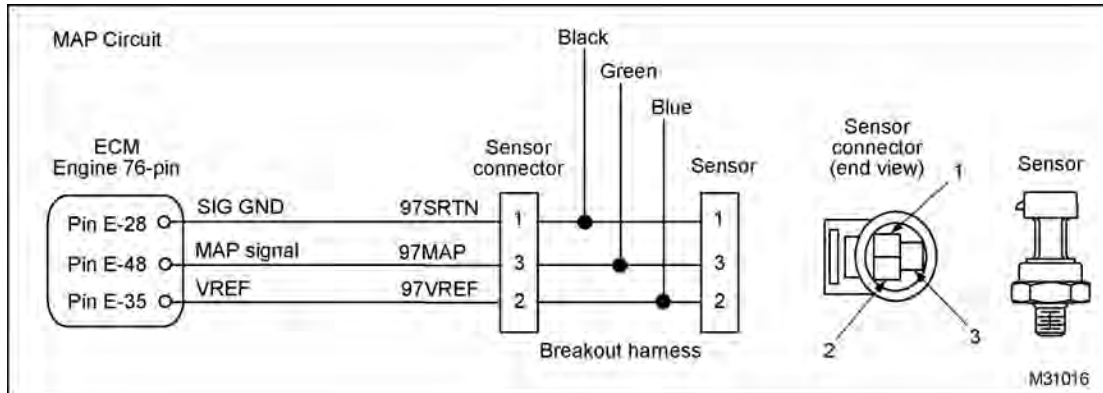 MAP Circuit
Black
Green
Blue
ECM
Engine 76-pin
Sensor
connector
Sensor
Sensor
connector
(end view)
1
Sensor
Pin E-28
SIG GND
97SRTN
1
1
Pin E-48
MAP signal
97MAP
3
3
Pin E-35
VREF
97VREF
2
2
2
3
Breakout harness
M31016